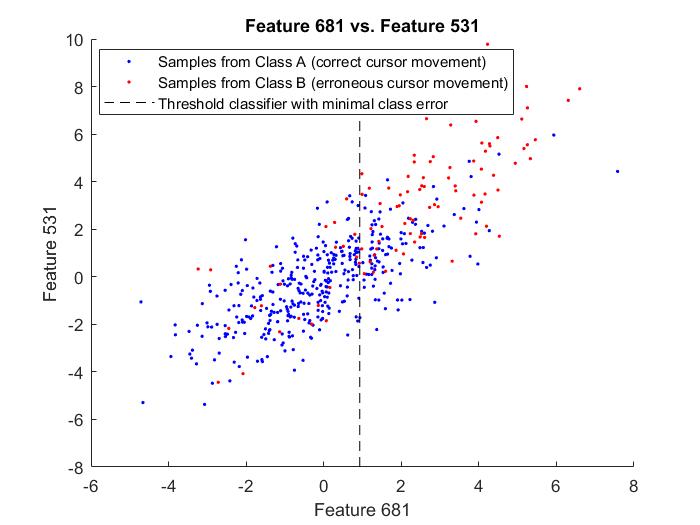 Feature 681 vs. Feature 531
10
Samples from Class A (correct cursor movement)
Samples from Class B (erroneous cursor movement)
Threshold classifier with minimal class error
8
6
4
2
0
-2
-4
-6
-8
Feature 531
-6 -4 -2 0 2 4 6 8
Feature 681